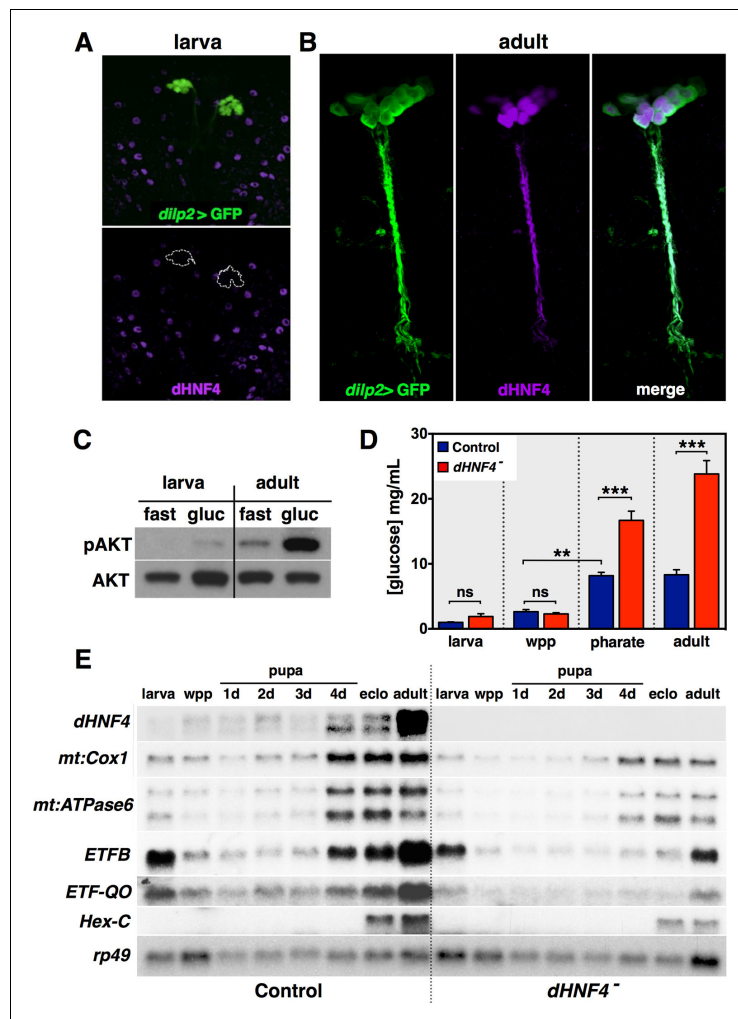 A
larva
dilp2> GFP
dHNF4
B
adult
dilp2> GFP
dHNF4
merge
C
larva
adult
fast gluc fast gluc
pAKT
AKT
D
Control
dHNF4-
[glucose] mg/mL
30
20
10
0
ns
ns
**
***
***
larva wpp pharate adult
E
pupa
pupa
larva wpp 1d 2d 3d 4d eclo adult larva wpp 1d 2d 3d 4d eclo adult
dHNF4
mt:Cox1
mt:ATPase6
ETFB
ETF-QO
Hex-C
rp49
Control
dHNF4-